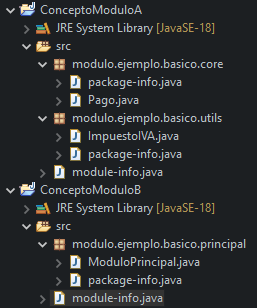 ConceptoModuloA
JRE System Library [JavaSE-18]
src
modulo.ejemplo.basico.core
package-info.java
Pago.java
modulo.ejemplo.basico.utils
ImpuestoIVA.java
package-info.java
module-info.java
ConceptoModuloB
JRE System Library [JavaSE-18]
src
modulo.ejemplo.basico.principal
ModuloPrincipal.java
package-info.java
module-info.java